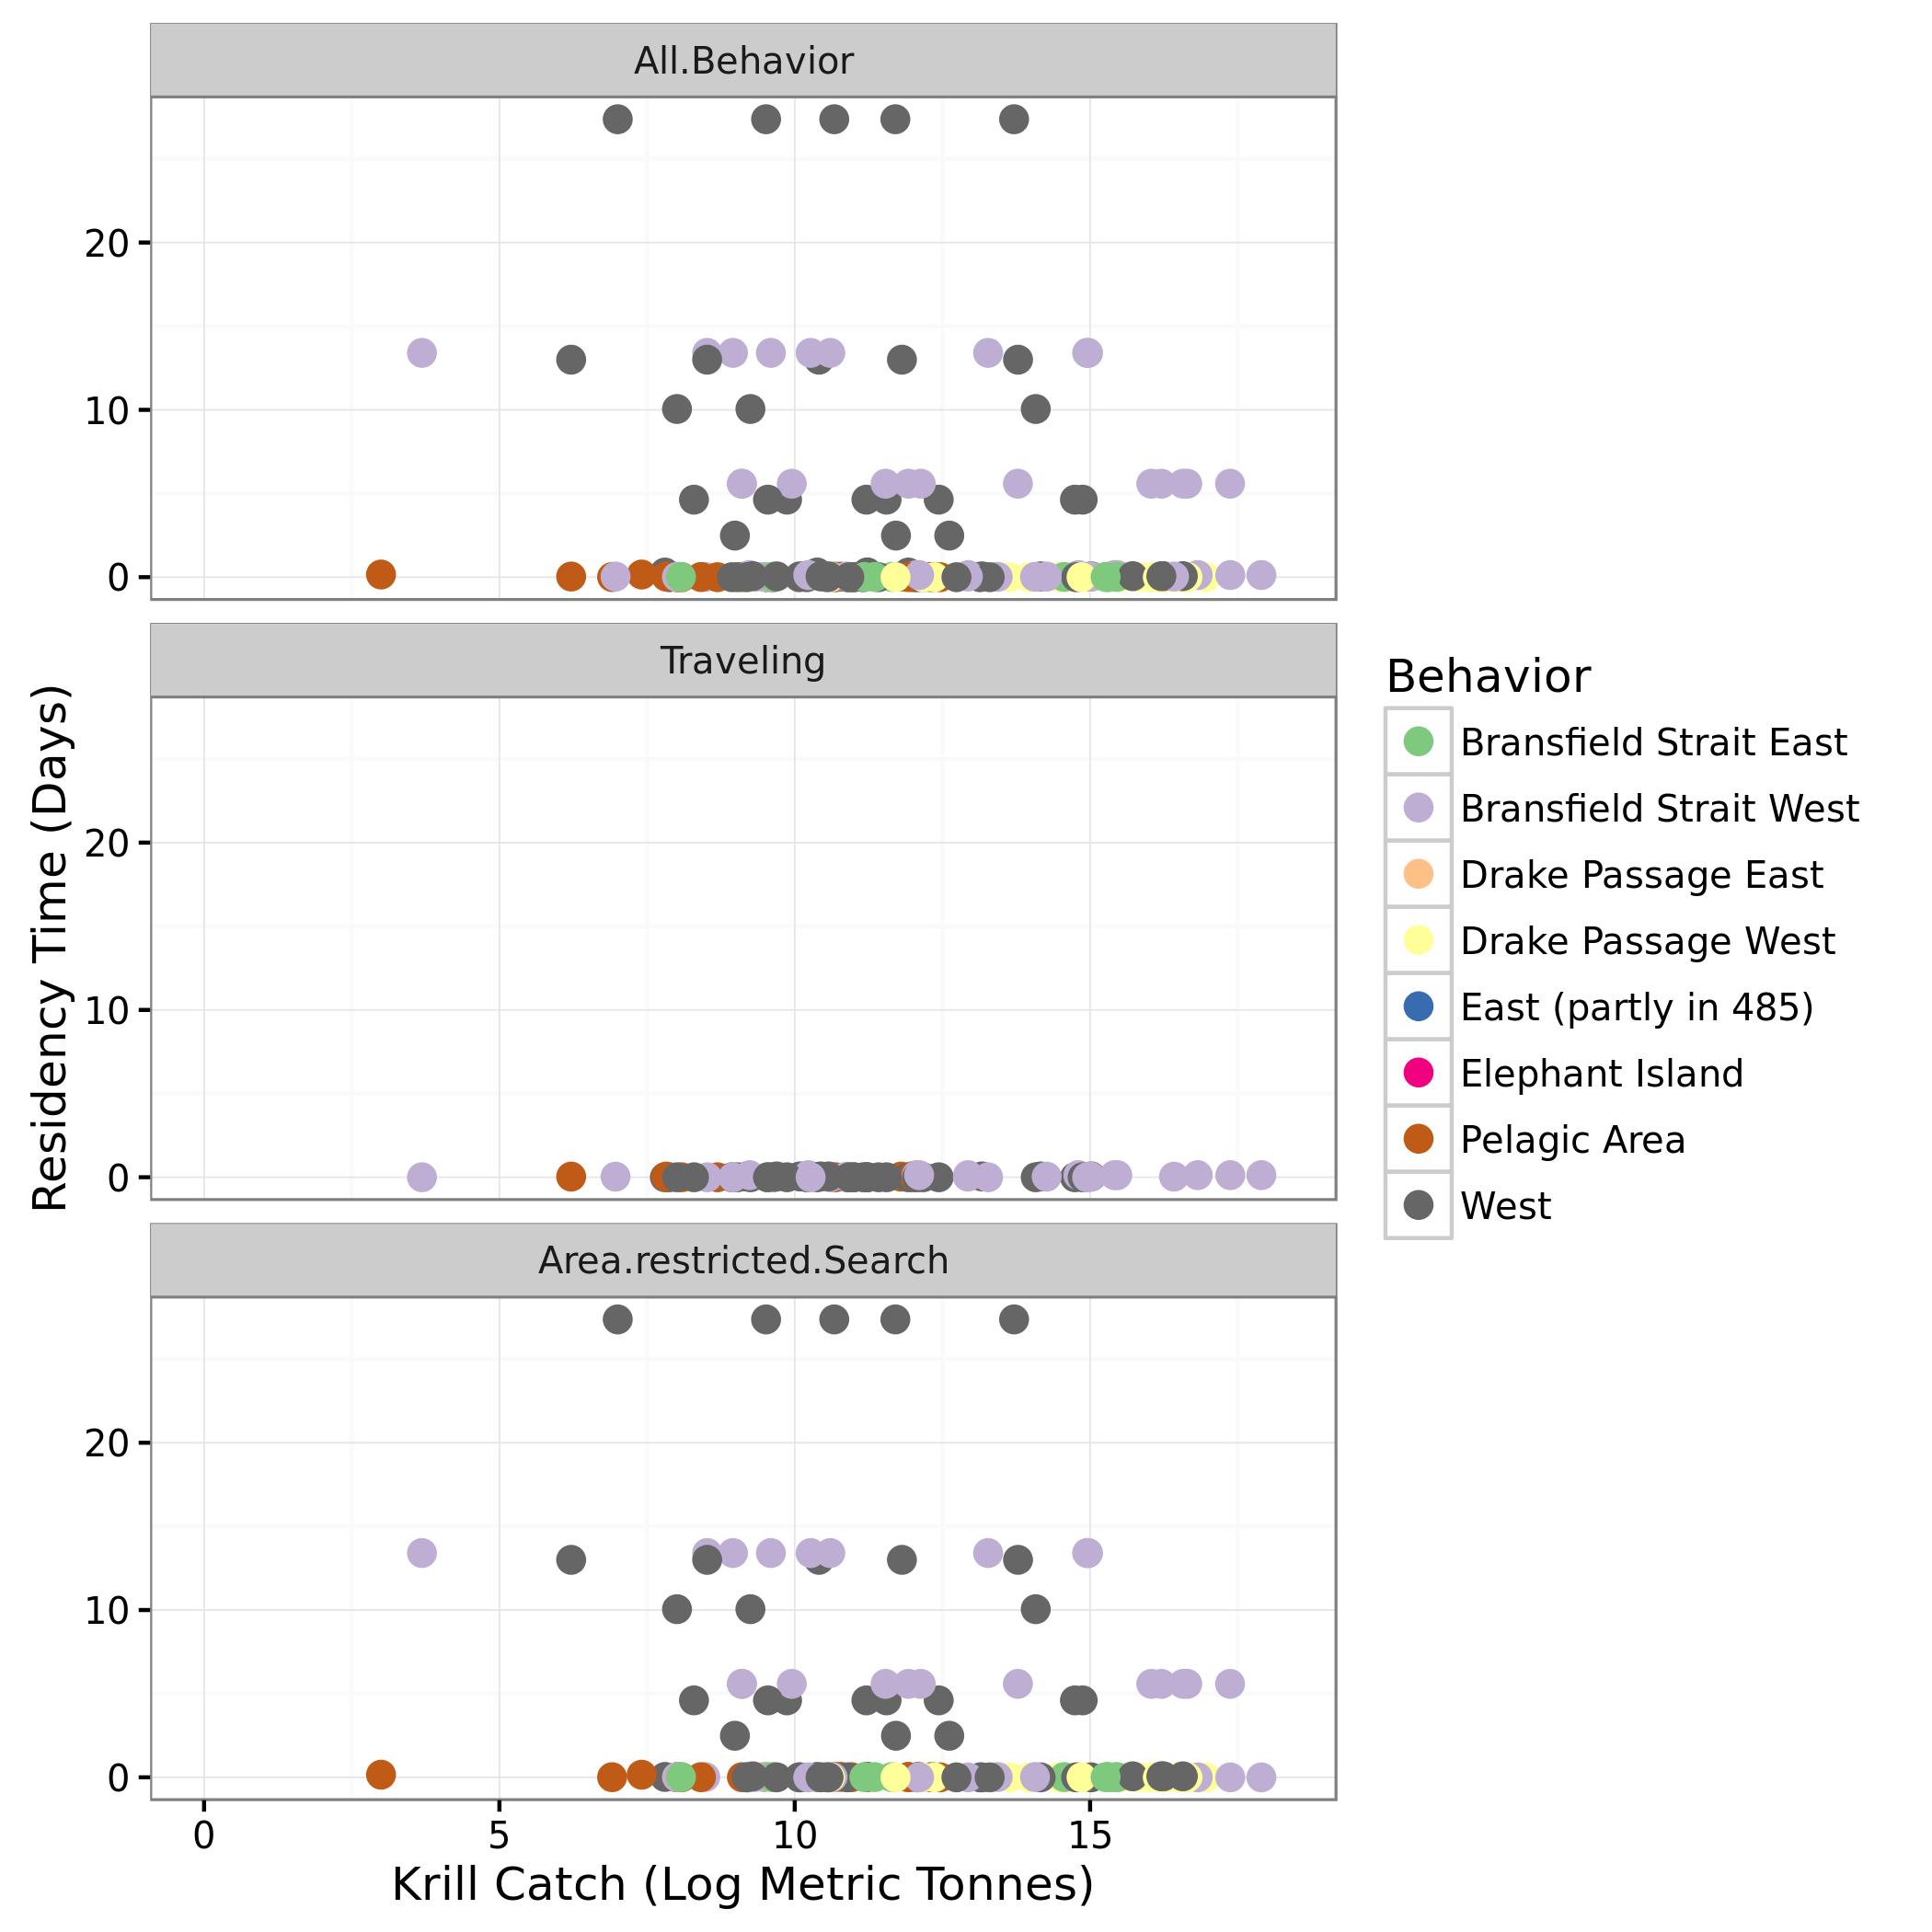 All.Behavior
20
10
0
Traveling
20
10
0
Area.restricted.Search
20
10
0
0 5 10 15
Krill Catch (Log Metric Tonnes)
Residency Time (Days)
Behavior
Bransfield Strait East
Bransfield Strait West
Drake Passage East
Drake Passage West
East (partly in 485)
Elephant Island
Pelagic Area
West